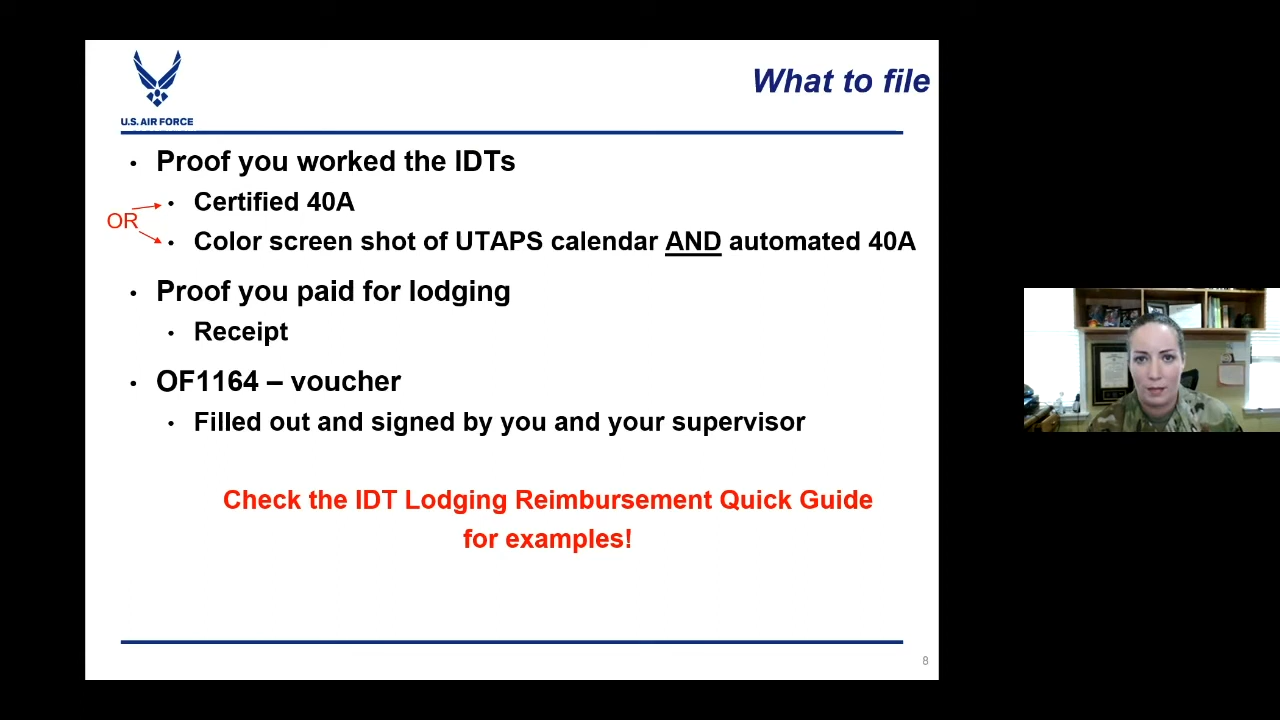 What to file
U.S. AIR FORCE
• Proof you worked the IDTs
• Certified 40A
OR
• Color screen shot of UTAPS calendar AND automated 40A
• Proof you paid for lodging
• Receipt
• OF1164 – voucher
• Filled out and signed by you and your supervisor
Check the IDT Lodging Reimbursement Quick Guide
for examples!
8